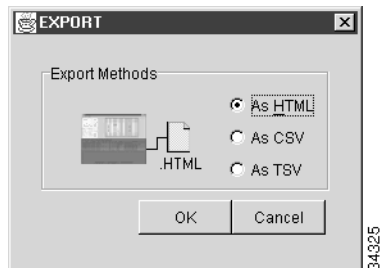 EXPORT
Export Methods
As HTML
As CSV
.HTML
As TSV
OK
Cancel
34325